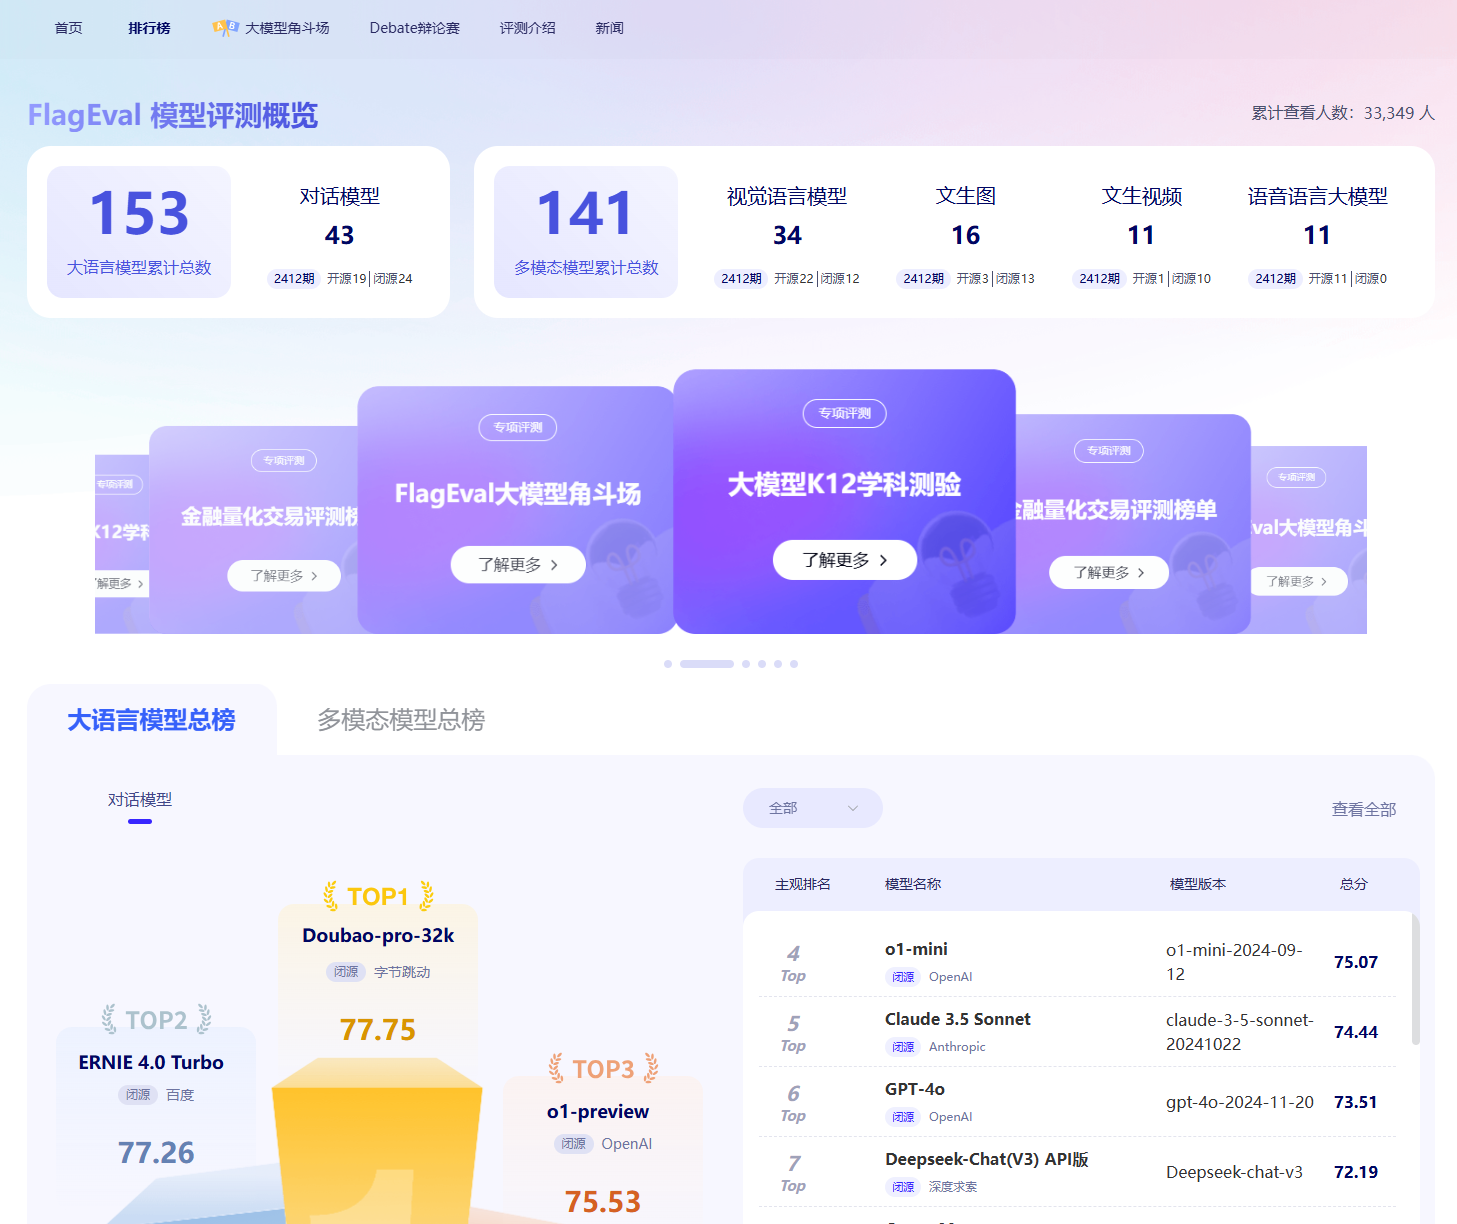 首页
排行榜
A B 大模型角斗场
Debate辩论赛
评测介绍
新闻
FlagEval 模型评测概览
累计查看人数：33,349 人
153
大语言模型累计总数
对话模型
43
2412期 开源19|闭源24
141
多模态模型累计总数
视觉语言模型
34
2412期 开源22|闭源12
文生图
16
2412期 开源3|闭源13
文生视频
11
2412期 开源1|闭源10
语音语言大模型
11
2412期 开源11|闭源0
专项评测
K12学科
了解更多 >
专项评测
金融量化交易评测榜
了解更多 >
专项评测
FlagEval大模型角斗场
了解更多 >
专项评测
大模型K12学科测验
了解更多 >
专项评测
金融量化交易评测榜单
了解更多 >
专项评测
Eval大模型角斗
了解更多 >
大语言模型总榜
多模态模型总榜
对话模型
全部
查看全部
TOP1
Doubao-pro-32k
闭源 字节跳动
77.75
TOP2
ERNIE 4.0 Turbo
闭源 百度
77.26
TOP3
o1-preview
闭源 OpenAI
75.53
1
主观排名 模型名称 模型版本 总分
4
Top
o1-mini
闭源 OpenAI
o1-mini-2024-09-
12
75.07
5
Top
Claude 3.5 Sonnet
闭源 Anthropic
claude-3-5-sonnet-
20241022
74.44
6
Top
GPT-4o
闭源 OpenAI
gpt-4o-2024-11-20
73.51
7
Top
Deepseek-Chat(V3) API版
闭源 深度求索
Deepseek-chat-v3
72.19